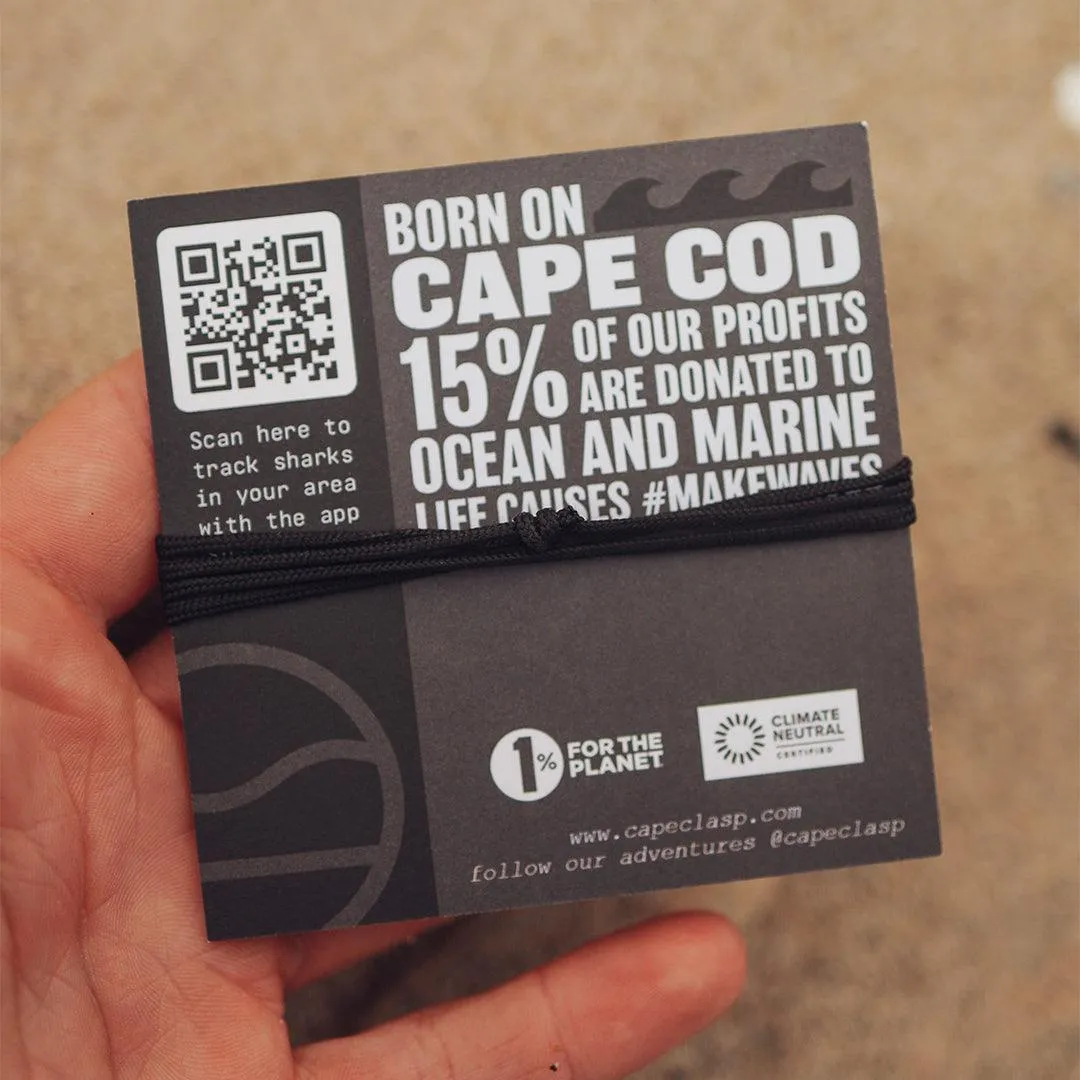 BORN ON
CAPE COD
15% OF OUR PROFITS
ARE DONATED TO
OCEAN AND MARINE
LIFE CAUSES #MAKEWAVES
Scan here to
track sharks
in your area
with the app
1% FOR THE
PLANET
CLIMATE
NEUTRAL
CERTIFIED
www.capeclasp.com
follow our adventures @capeclasp